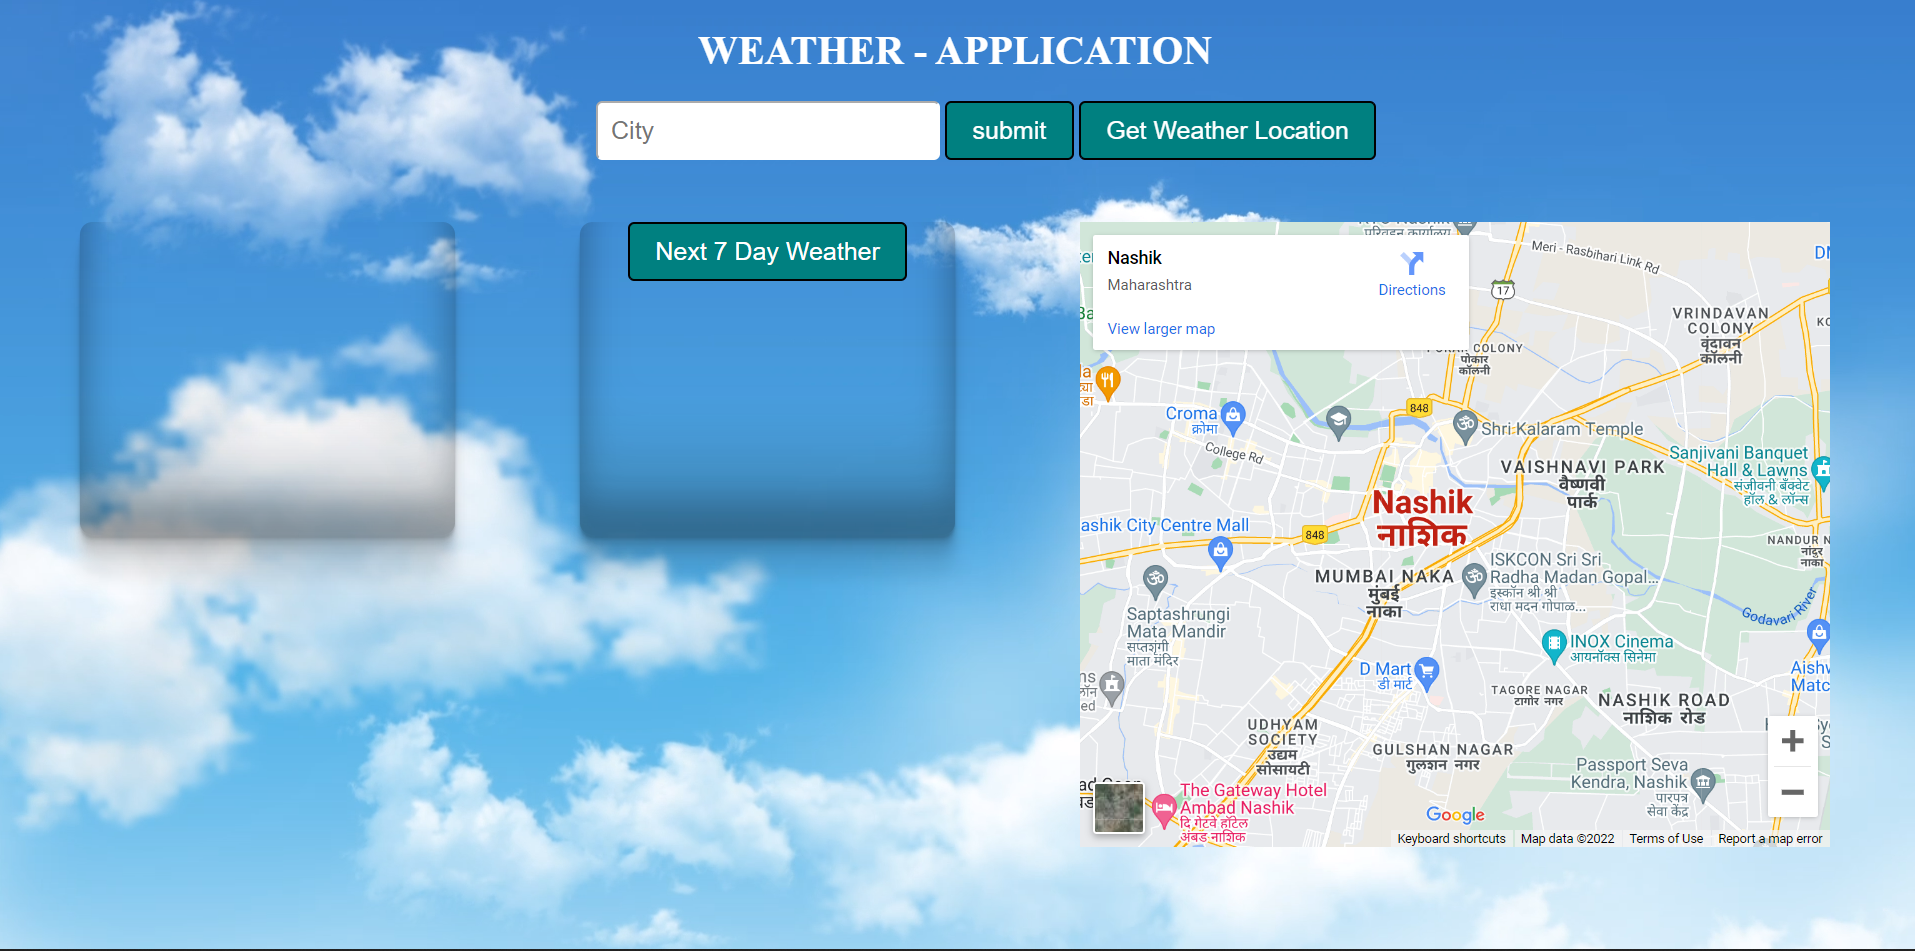 WEATHER - APPLICATION
City
submit
Get Weather Location
Next 7 Day Weather
Nashik
Maharashtra
Directions
View larger map
परिवहन कार्यालय
Meri - Rasbihari Link Rd
17
VRINDAVAN
COLONY
वृंदावन
कॉलनी
COLONY
पोकार
कॉलनी
848
Croma
क्रोमा
College Rd
Shri Kalaram Temple
VAISHNAVI PARK
वैष्णवी
पार्क
Sanjivani Banquet
Hall & Lawns
संजीवनी बँक्वेट
हॉल & लॉन्स
Nashik
नाशिक
ashik City Centre Mall
848
NANDUR N
नांदुर
नाका
MUMBAI NAKA
मुंबई
नाका
ISKCON Sri Sri
Radha Madan Gopal...
इस्कॉन श्री श्री
राधा मदन गोपाळ...
Godavari River
Saptashrungi
Mata Mandir
सप्तशृंगी
माता मंदिर
INOX Cinema
आयनॉक्स सिनेमा
D Mart
डी मार्ट
Aishw
Matc
TAGORE NAGAR
टागोर नगर
NASHIK ROAD
नाशिक रोड
UDHYAM
SOCIETY
उद्यम
सोसायटी
GULSHAN NAGAR
गुलशन नगर
Passport Seva
Kendra, Nashik
पारपत्र
सेवा केंद्र
The Gateway Hotel
Ambad Nashik
दि गेटवे हॉटेल
अंबड नाशिक
Google
Keyboard shortcuts
Map data ©2022
Terms of Use
Report a map error